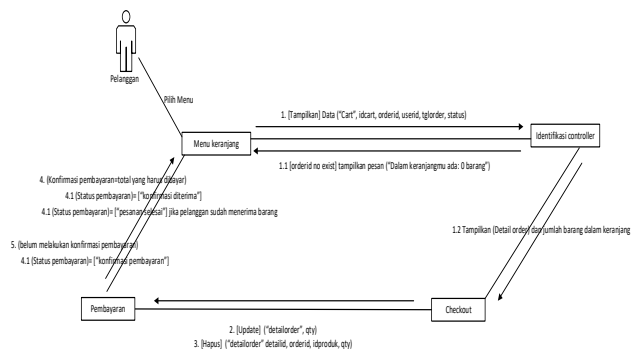 Pelanggan
Pilih Menu
1. [Tampilkan] Data ("Cart", idcart, orderid, userid, tglorder, status)
Menu keranjang
Identifikasi controller
1.1 [orderid no exist] tampilkan pesan ("Dalam keranjangmu ada: 0 barang")
4. (Konfirmasi pembayaran=total yang harus dibayar)
4.1 (Status pembayaran)= ["konfirmasi diterima"]
4.1 (Status pembayaran)= ["pesanan selesai"] jika pelanggan sudah menerima barang
1.2 Tampilkan (Detail order) dan jumlah barang dalam keranjang
5. (belum melakukan konfirmasi pembayaran)
4.1 (Status pembayaran)= ["konfirmasi pembayaran"]
Pembayaran
Checkout
2. [Update] ("detailorder", qty)
3. [Hapus] ("detailorder" detailid, orderid, idproduk, qty)